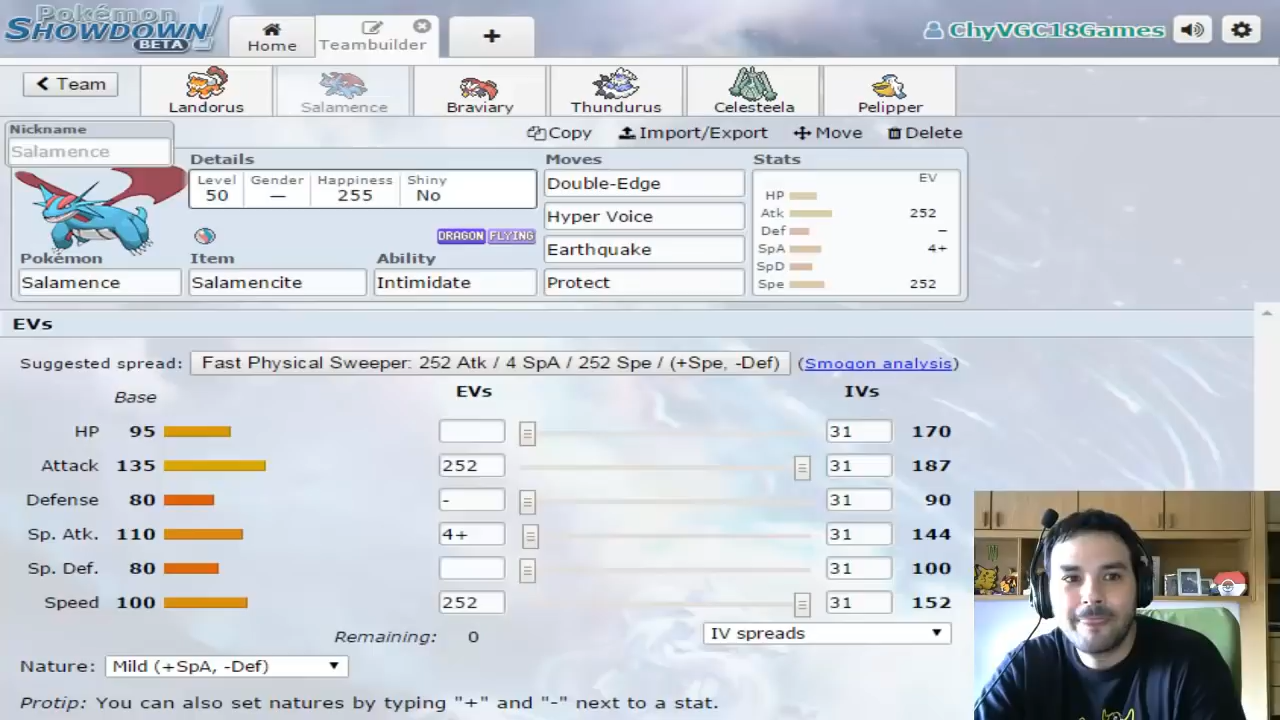 Pokémon
SHOWDOWN!
BETA
Home
Teambuilder
+
ChyVGC18Games
Team
Landorus
Salamence
Braviary
Thundurus
Celesteela
Pelipper
Nickname
Salamence
Copy
Import/Export
Move
Delete
Details
Level
50
Gender
—
Happiness
255
Shiny
No
DRAGON FLYING
Pokémon
Salamence
Item
Salamencite
Ability
Intimidate
Moves
Double-Edge
Hyper Voice
Earthquake
Protect
Stats
EV
HP
Atk 252
Def –
SpA 4+
SpD
Spe 252
EVs
Suggested spread: Fast Physical Sweeper: 252 Atk / 4 SpA / 252 Spe / (+Spe, -Def) (Smogon analysis)
Base EVs IVs
HP 95 31 170
Attack 135 252 31 187
Defense 80 - 31 90
Sp. Atk. 110 4+ 31 144
Sp. Def. 80 31 100
Speed 100 252 31 152
Remaining: 0
IV spreads
Nature: Mild (+SpA, -Def)
Protip: You can also set natures by typing "+" and "-" next to a stat.